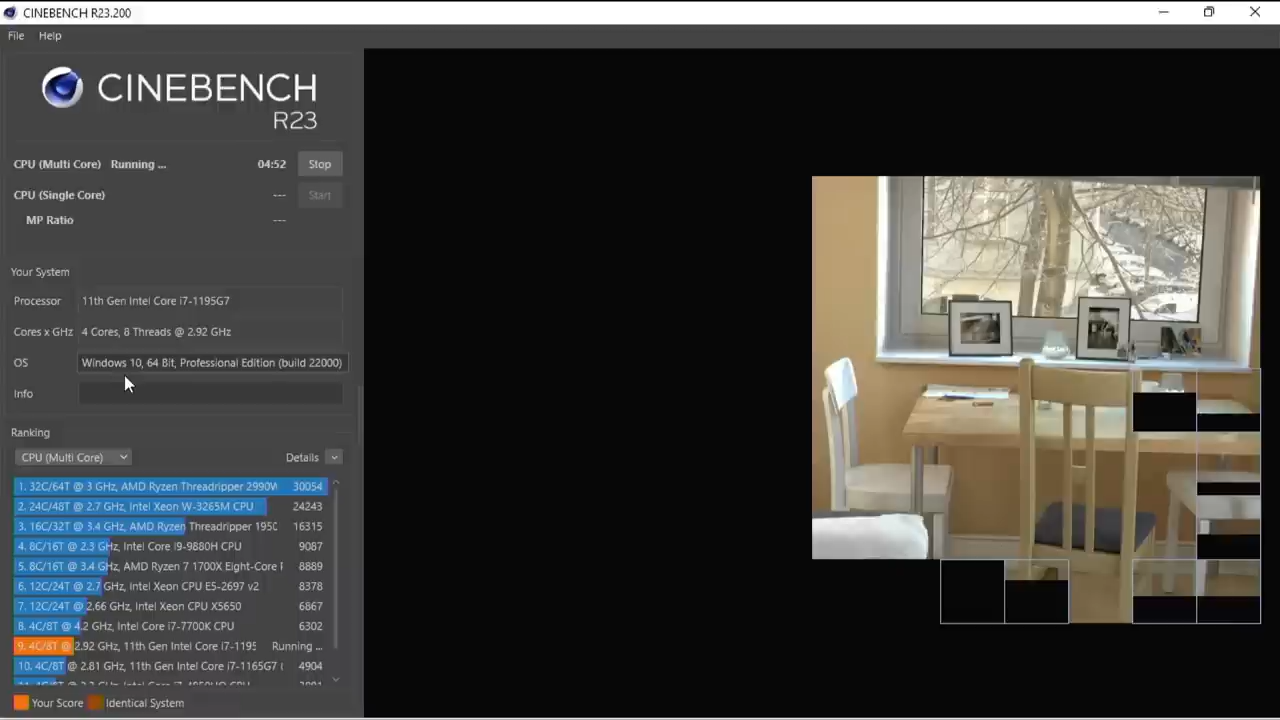 CINEBENCH R23.200
File Help
CINEBENCH
R23
CPU (Multi Core) Running ... 04:52 Stop
CPU (Single Core) --- Start
MP Ratio ---
Your System
Processor 11th Gen Intel Core i7-1195G7
Cores x GHz 4 Cores, 8 Threads @ 2.92 GHz
OS Windows 10, 64 Bit, Professional Edition (build 22000)
Info
Ranking
CPU (Multi Core) Details
1. 32C/64T @ 3 GHz, AMD Ryzen Threadripper 2990W 30054
2. 24C/48T @ 2.7 GHz, Intel Xeon W-3265M CPU 24243
3. 16C/32T @ 3.4 GHz, AMD Ryzen Threadripper 195C 16315
4. 8C/16T @ 2.3 GHz, Intel Core i9-9880H CPU 9087
5. 8C/16T @ 3.4 GHz, AMD Ryzen 7 1700X Eight-Core 8889
6. 12C/24T @ 2.7 GHz, Intel Xeon CPU E5-2697 v2 8378
7. 12C/24T @ 2.66 GHz, Intel Xeon CPU X5650 6867
8. 4C/8T @ 4.2 GHz, Intel Core i7-7700K CPU 6302
9. 4C/8T @ 2.92 GHz, 11th Gen Intel Core i7-1195 Running ...
10. 4C/8T @ 2.81 GHz, 11th Gen Intel Core i7-1165G7 4904
Your Score Identical System